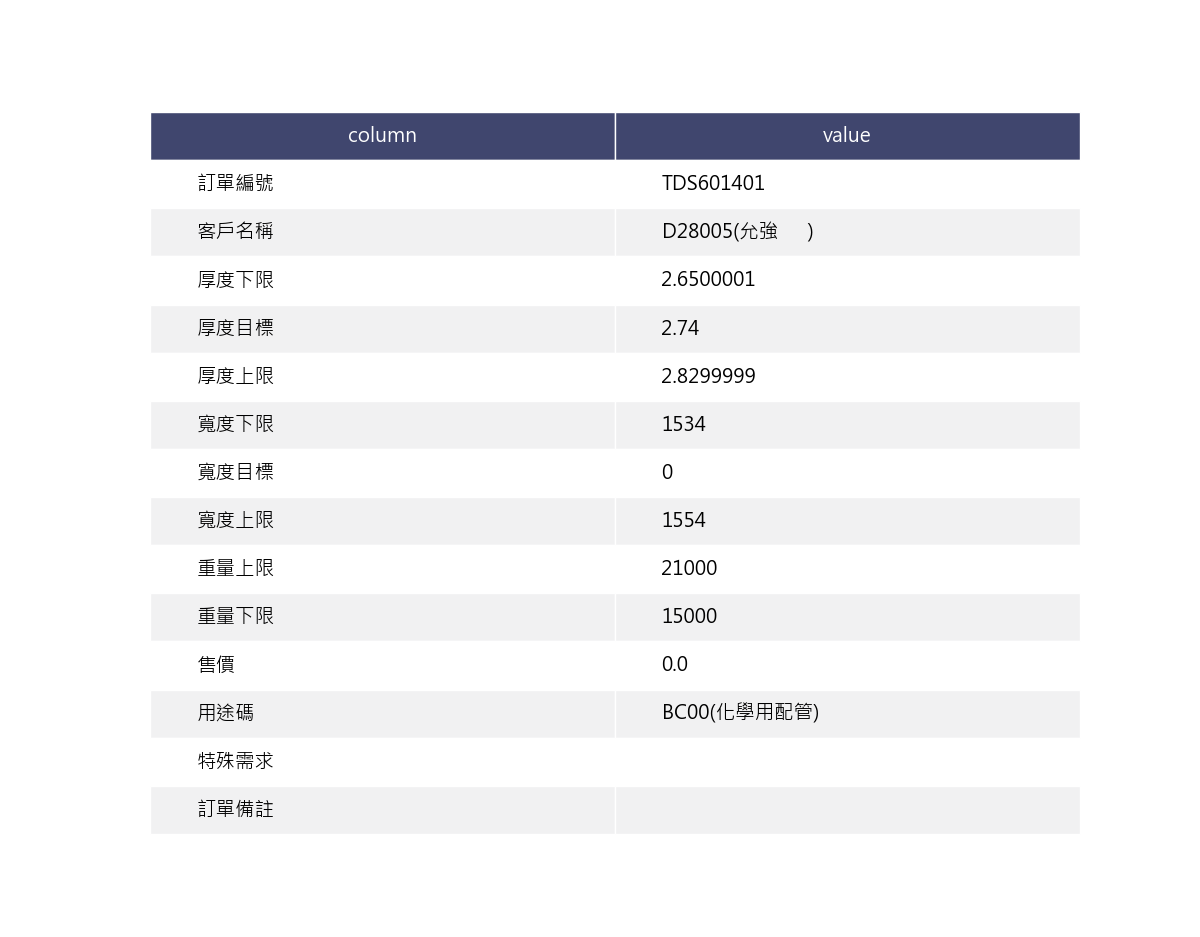 column value
訂單編號 TDS601401
客戶名稱 D28005(允強 )
厚度下限 2.6500001
厚度目標 2.74
厚度上限 2.8299999
寬度下限 1534
寬度目標 0
寬度上限 1554
重量上限 21000
重量下限 15000
售價 0.0
用途碼 BC00(化學用配管)
特殊需求
訂單備註